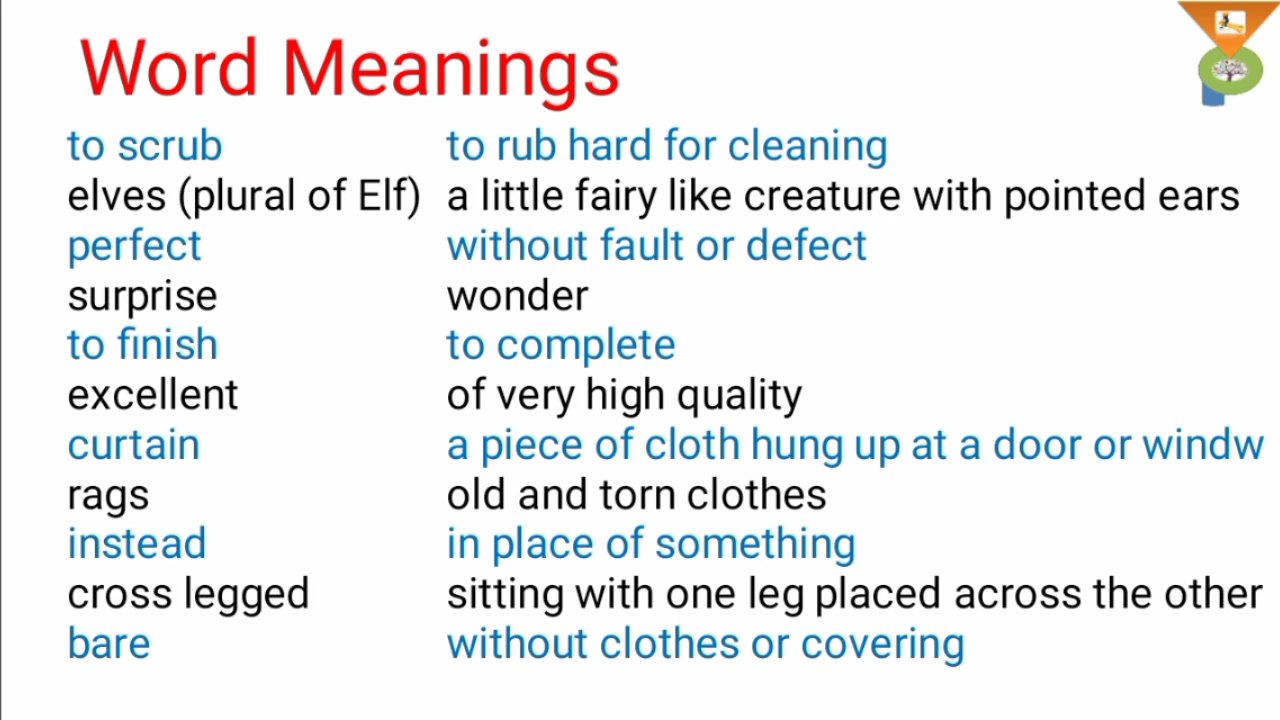 Word Meanings
to scrub to rub hard for cleaning
elves (plural of Elf) a little fairy like creature with pointed ears
perfect without fault or defect
surprise wonder
to finish to complete
excellent of very high quality
curtain a piece of cloth hung up at a door or windw
rags old and torn clothes
instead in place of something
cross legged sitting with one leg placed across the other
bare without clothes or covering